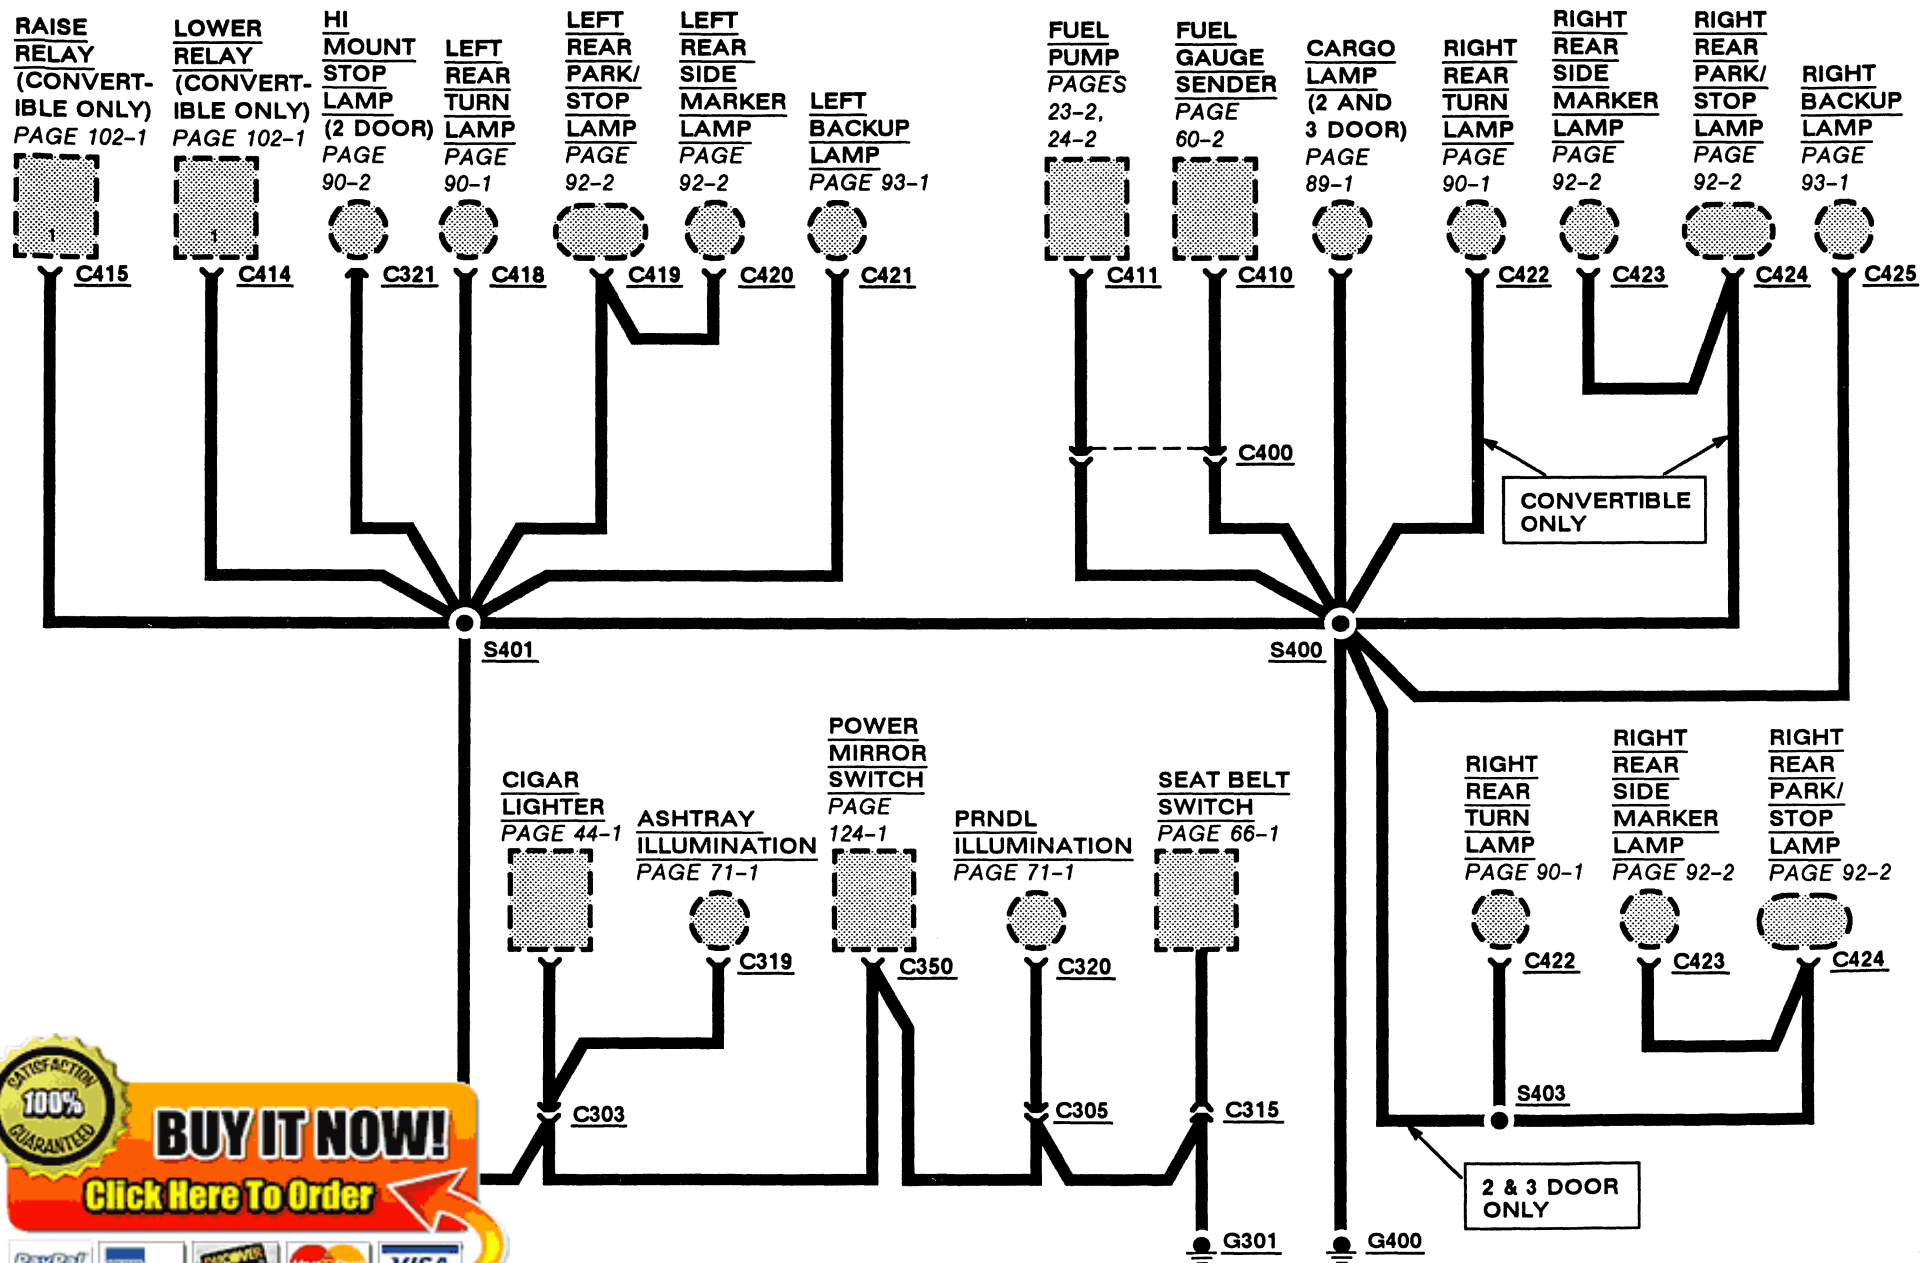 RAISE
RELAY
(CONVERT-
IBLE ONLY)
PAGE 102-1
1
C415
LOWER
RELAY
(CONVERT-
IBLE ONLY)
PAGE 102-1
1
C414
HI
MOUNT
STOP
LAMP
(2 DOOR)
PAGE
90-2
C321
LEFT
REAR
TURN
LAMP
PAGE
90-1
C418
LEFT
REAR
PARK/
STOP
LAMP
PAGE
92-2
C419
LEFT
REAR
SIDE
MARKER
LAMP
PAGE
92-2
C420
LEFT
BACKUP
LAMP
PAGE 93-1
C421
FUEL
PUMP
PAGES
23-2,
24-2
C411
FUEL
GAUGE
SENDER
PAGE
60-2
C410
CARGO
LAMP
(2 AND
3 DOOR)
PAGE
89-1
RIGHT
REAR
TURN
LAMP
PAGE
90-1
C422
RIGHT
REAR
SIDE
MARKER
LAMP
PAGE
92-2
C423
RIGHT
REAR
PARK/
STOP
LAMP
PAGE
92-2
C424
RIGHT
BACKUP
LAMP
PAGE
93-1
C425
C400
CONVERTIBLE
ONLY
S401
S400
CIGAR
LIGHTER
PAGE 44-1
ASHTRAY
ILLUMINATION
PAGE 71-1
C319
POWER
MIRROR
SWITCH
PAGE
124-1
C350
PRNDL
ILLUMINATION
PAGE 71-1
C320
SEAT BELT
SWITCH
PAGE 66-1
RIGHT
REAR
TURN
LAMP
PAGE 90-1
C422
RIGHT
REAR
SIDE
MARKER
LAMP
PAGE 92-2
C423
RIGHT
REAR
PARK/
STOP
LAMP
PAGE 92-2
C424
C303
C305
C315
S403
2 & 3 DOOR
ONLY
G301
G400
SATISFACTION
100%
GUARANTEED
BUY IT NOW!
Click Here To Order
PayPal
DISCOVER
MasterCard
VISA